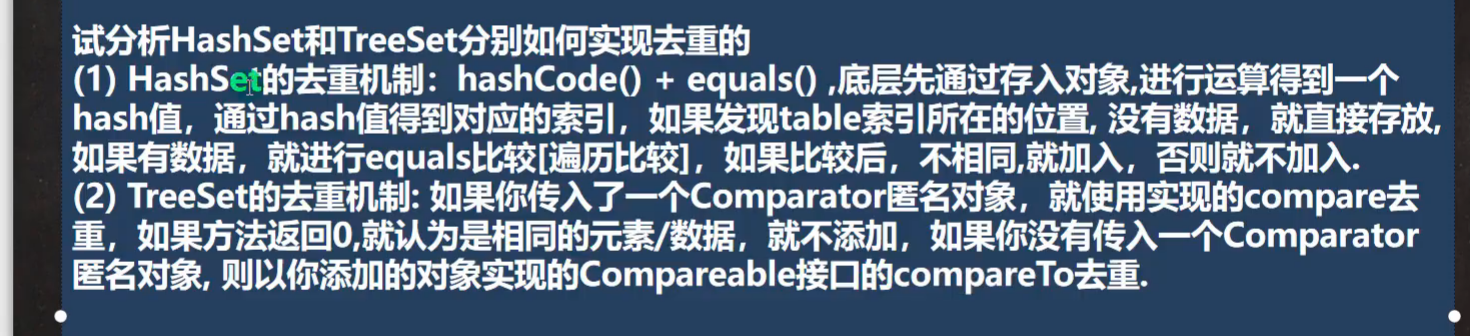 试分析HashSet和TreeSet分别如何实现去重的
(1) HashSet的去重机制：hashCode() + equals() ,底层先通过存入对象,进行运算得到一个
hash值，通过hash值得到对应的索引，如果发现table索引所在的位置, 没有数据，就直接存放,
如果有数据，就进行equals比较[遍历比较]，如果比较后，不相同,就加入，否则就不加入.
(2) TreeSet的去重机制: 如果你传入了一个Comparator匿名对象，就使用实现的compare去
重，如果方法返回0,就认为是相同的元素/数据，就不添加，如果你没有传入一个Comparator
匿名对象, 则以你添加的对象实现的Compareable接口的compareTo去重.